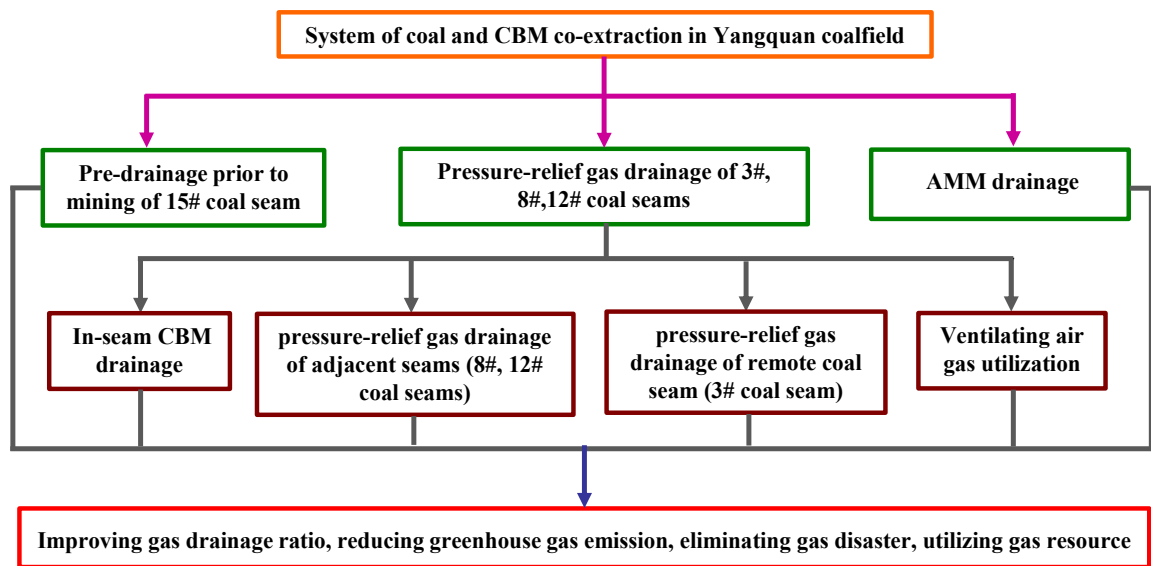 System of coal and CBM co-extraction in Yangquan coalfield
Pre-drainage prior to
mining of 15# coal seam
Pressure-relief gas drainage of 3#,
8#,12# coal seams
AMM drainage
In-seam CBM
drainage
pressure-relief gas drainage
of adjacent seams (8#, 12#
coal seams)
pressure-relief gas
drainage of remote coal
seam (3# coal seam)
Ventilating air
gas utilization
Improving gas drainage ratio, reducing greenhouse gas emission, eliminating gas disaster, utilizing gas resource